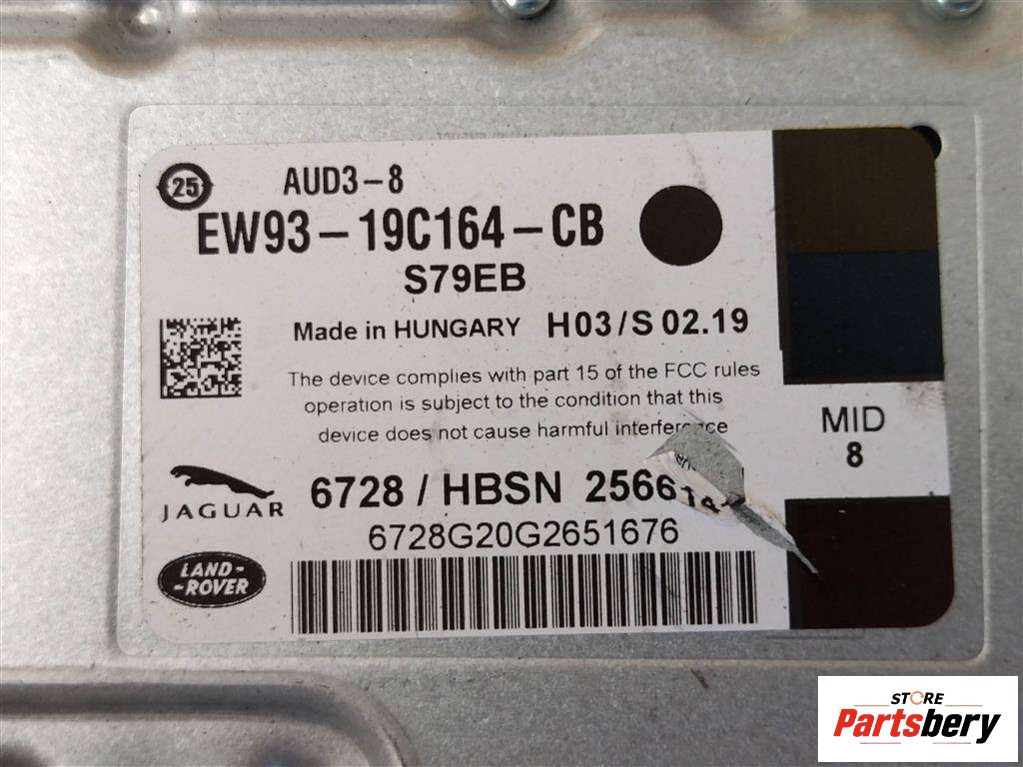 25
AUD3-8
EW93-19C164-CB
S79EB
Made in HUNGARY H03/S 02.19
The device complies with part 15 of the FCC rules
operation is subject to the condition that this
device does not cause harmful interference
MID
8
JAGUAR
6728 / HBSN
6728G20G2651676
LAND-
-ROVER
STORE
Partsbery